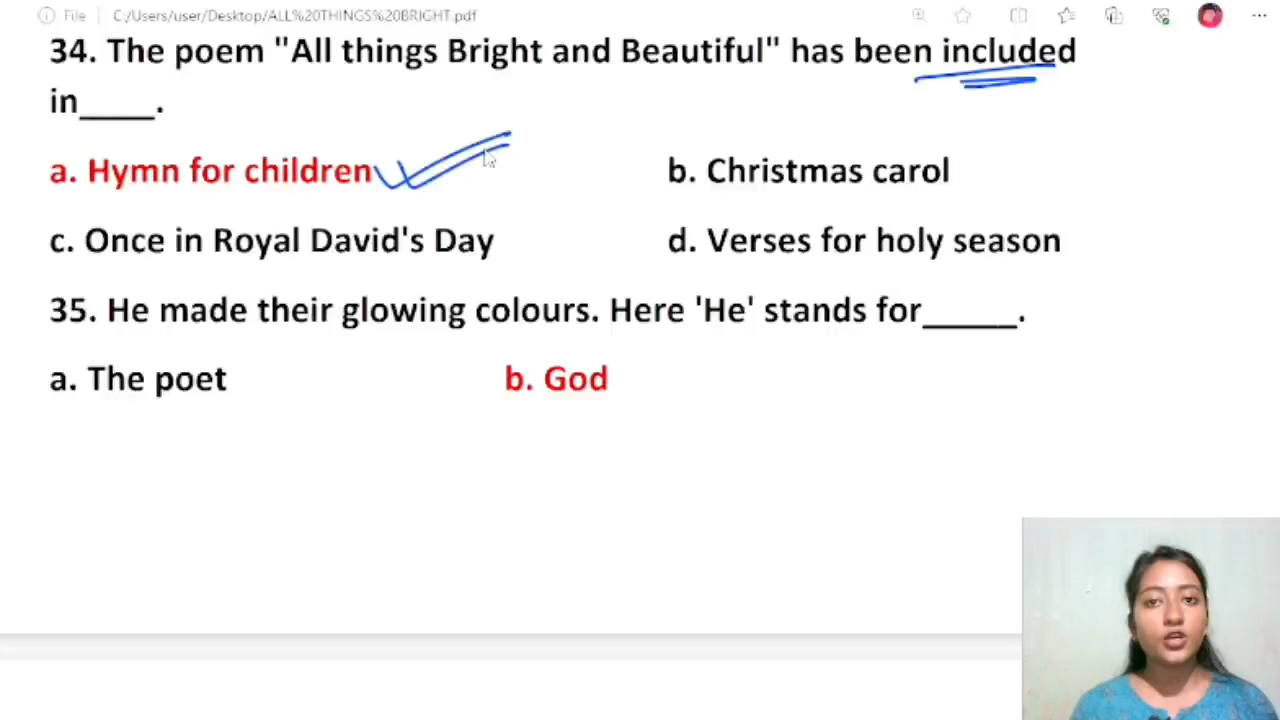 File C:/Users/user/Desktop/ALL%20THINGS%20BRIGHT.pdf
34. The poem "All things Bright and Beautiful" has been included
in____.
a. Hymn for children b. Christmas carol
c. Once in Royal David's Day d. Verses for holy season
35. He made their glowing colours. Here 'He' stands for_____.
a. The poet b. God